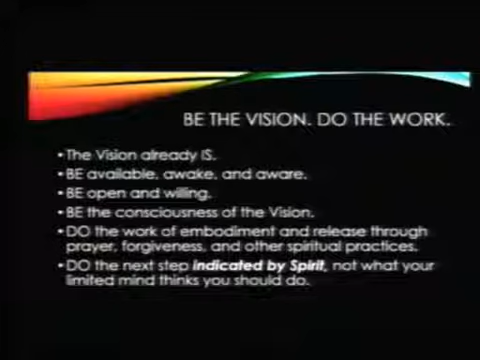 BE THE VISION. DO THE WORK.
• The Vision already IS.
• BE available, awake, and aware.
• BE open and willing.
• BE the consciousness of the Vision.
• DO the work of embodiment and release through
prayer, forgiveness, and other spiritual practices.
• DO the next step indicated by Spirit, not what your
limited mind thinks you should do.